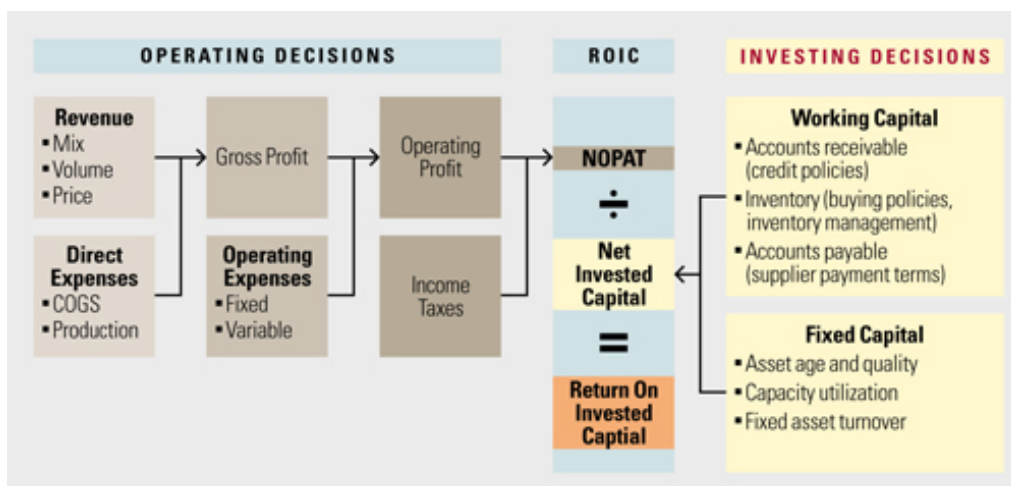 OPERATING DECISIONS
ROIC
INVESTING DECISIONS
Revenue
▪ Mix
▪ Volume
▪ Price
Direct
Expenses
▪ COGS
▪ Production
Gross Profit
Operating
Expenses
▪ Fixed
▪ Variable
Operating
Profit
Income
Taxes
NOPAT
÷
Net
Invested
Capital
=
Return On
Invested
Captial
Working Capital
▪ Accounts receivable
(credit policies)
▪ Inventory (buying policies,
inventory management)
▪ Accounts payable
(supplier payment terms)
Fixed Capital
▪ Asset age and quality
▪ Capacity utilization
▪ Fixed asset turnover